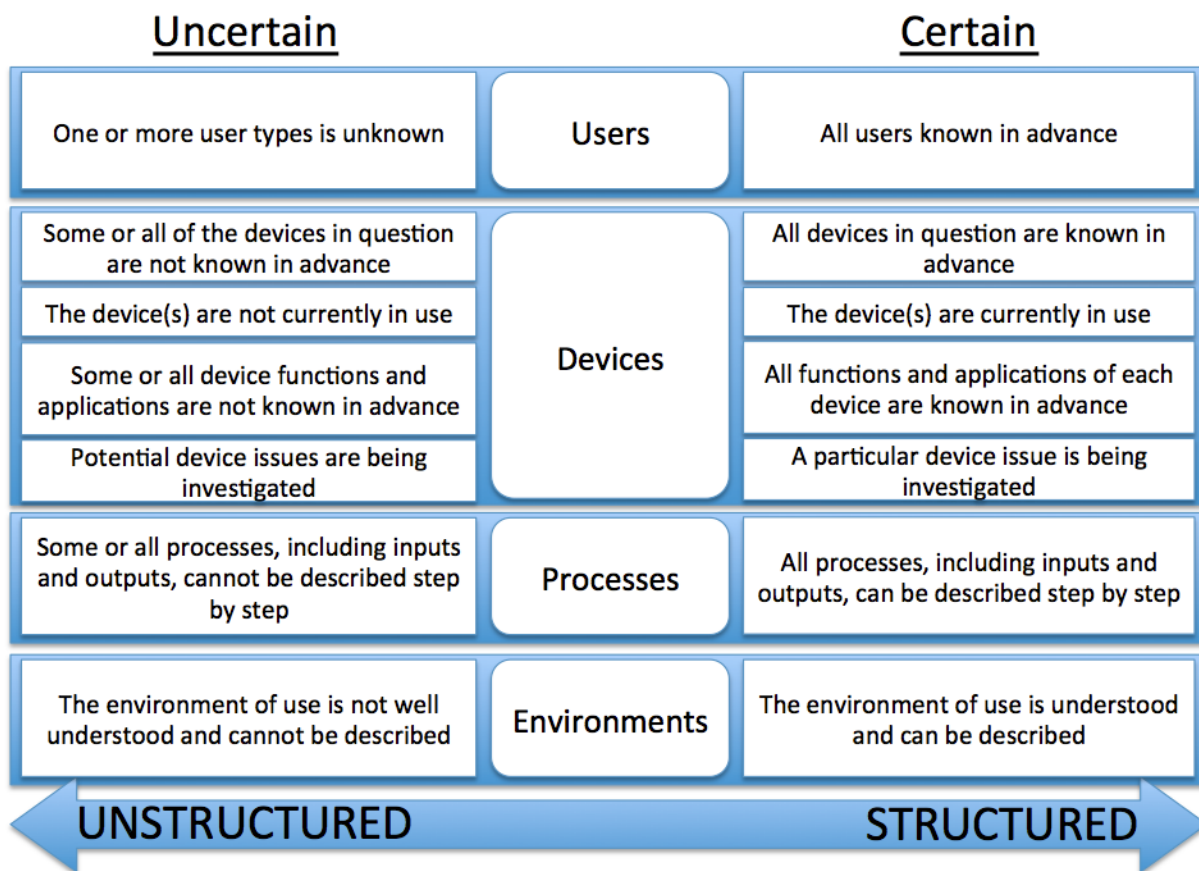 Uncertain
Certain
One or more user types is unknown
Users
All users known in advance
Some or all of the devices in question
are not known in advance
The device(s) are not currently in use
Some or all device functions and
applications are not known in advance
Potential device issues are being
investigated
Devices
All devices in question are known in
advance
The device(s) are currently in use
All functions and applications of each
device are known in advance
A particular device issue is being
investigated
Some or all processes, including inputs
and outputs, cannot be described step
by step
Processes
All processes, including inputs and
outputs, can be described step by step
The environment of use is not well
understood and cannot be described
Environments
The environment of use is understood
and can be described
UNSTRUCTURED
STRUCTURED